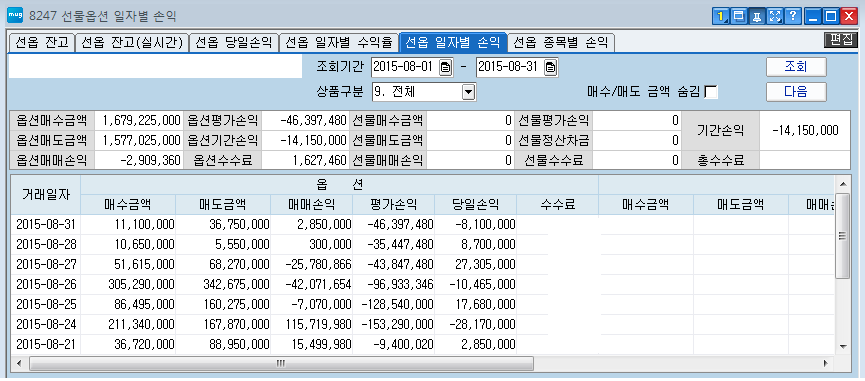 mug 8247 선물옵션 일자별 손익 1
선옵 잔고 선옵 잔고(실시간) 선옵 당일손익 선옵 일자별 수익율 선옵 일자별 손익 선옵 종목별 손익 편집
조회기간 2015-08-01 - 2015-08-31 조회
상품구분 9. 전체 매수/매도 금액 숨김 다음
옵션매수금액 1,679,225,000 옵션평가손익 -46,397,480 선물매수금액 0 선물평가손익 0 기간손익 -14,150,000
옵션매도금액 1,577,025,000 옵션기간손익 -14,150,000 선물매도금액 0 선물정산차금 0
옵션매매손익 -2,909,360 옵션수수료 1,627,460 선물매매손익 0 선물수수료 0 총수수료
거래일자 옵 션
매수금액 매도금액 매매손익 평가손익 당일손익 수수료 매수금액 매도금액
2015-08-31 11,100,000 36,750,000 2,850,000 -46,397,480 -8,100,000
2015-08-28 10,650,000 5,550,000 300,000 -35,447,480 8,700,000
2015-08-27 51,615,000 68,270,000 -25,780,866 -43,847,480 27,305,000
2015-08-26 305,290,000 342,675,000 -42,071,654 -96,933,346 -10,465,000
2015-08-25 86,495,000 160,275,000 -7,070,000 -128,540,000 17,680,000
2015-08-24 211,340,000 167,870,000 115,719,980 -153,290,000 -28,170,000
2015-08-21 36,720,000 88,950,000 15,499,980 -9,400,020 2,850,000